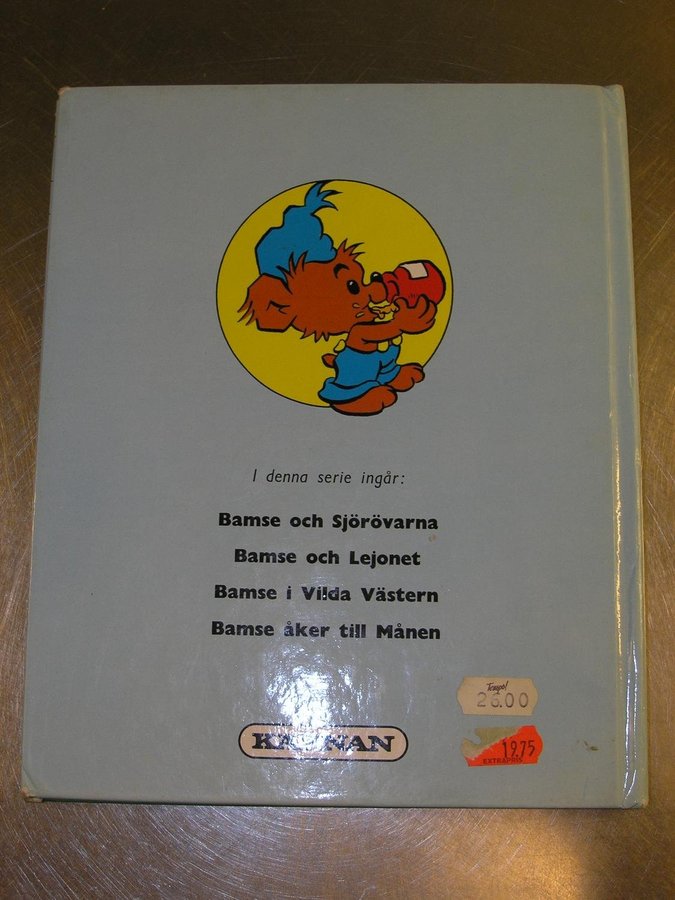 I denna serie ingår:
Bamse och Sjörövarna
Bamse och Lejonet
Bamse i Vilda Västern
Bamse åker till Månen
Tempo!
26.00
19.75
EXTRAPRIS